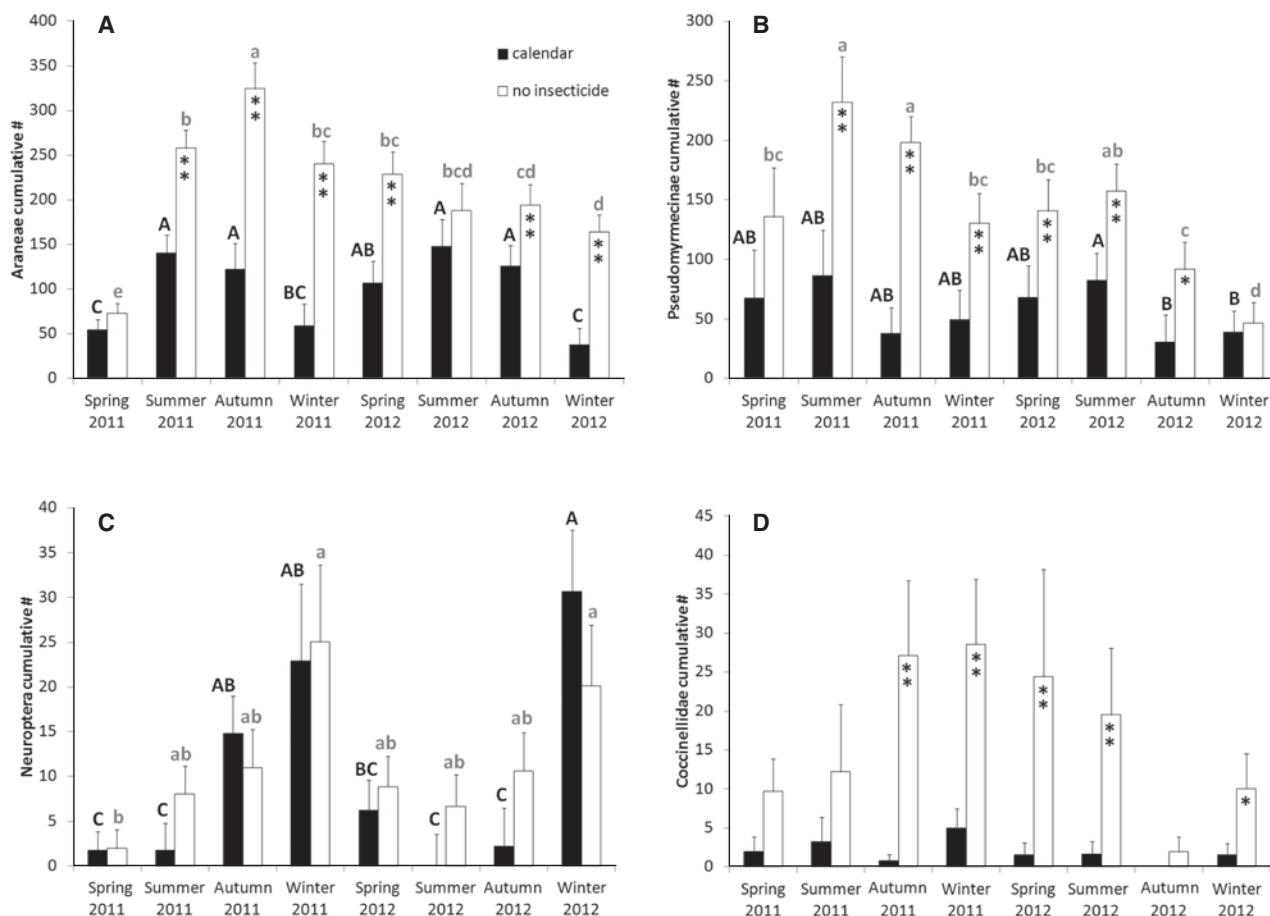 A
Araneae cumulative #
400
350
300
250
200
150
100
50
0
calendar
no insecticide
C e
A b **
A a **
BC bc **
AB bc **
A bcd
A cd **
C d **
Spring Summer Autumn Winter Spring Summer Autumn Winter
2011 2011 2011 2011 2012 2012 2012 2012
B
Pseudomyrmecinae cumulative #
300
250
200
150
100
50
0
AB bc
AB a **
AB a **
AB bc **
AB bc **
A ab **
B c *
B d
Spring Summer Autumn Winter Spring Summer Autumn Winter
2011 2011 2011 2011 2012 2012 2012 2012
C
Neuroptera cumulative #
40
35
30
25
20
15
10
5
0
C b
C ab
AB ab
AB a
BC ab
C ab
C ab
A a
Spring Summer Autumn Winter Spring Summer Autumn Winter
2011 2011 2011 2011 2012 2012 2012 2012
D
Coccinellidae cumulative #
45
40
35
30
25
20
15
10
5
0
**
**
**
**
*
Spring Summer Autumn Winter Spring Summer Autumn Winter
2011 2011 2011 2011 2012 2012 2012 2012